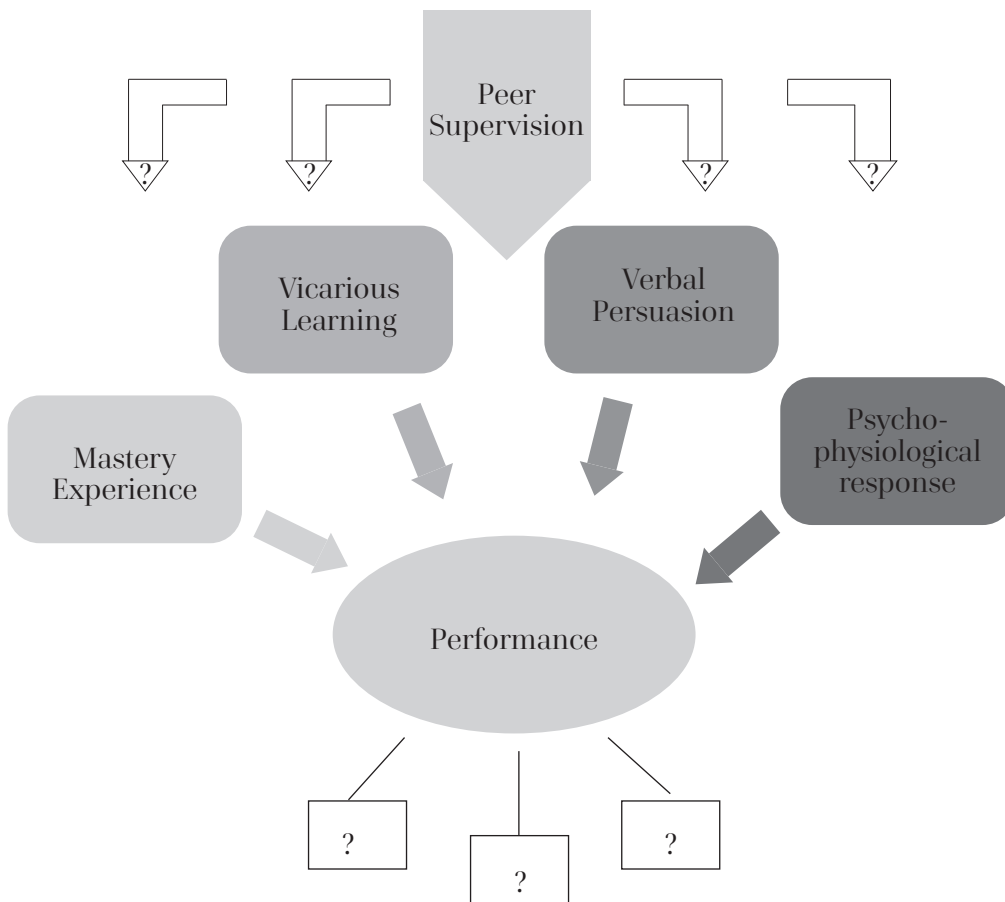 Peer
Supervision
?
?
?
?
Vicarious
Learning
Verbal
Persuasion
Mastery
Experience
Psycho-
physiological
response
Performance
?
?
?